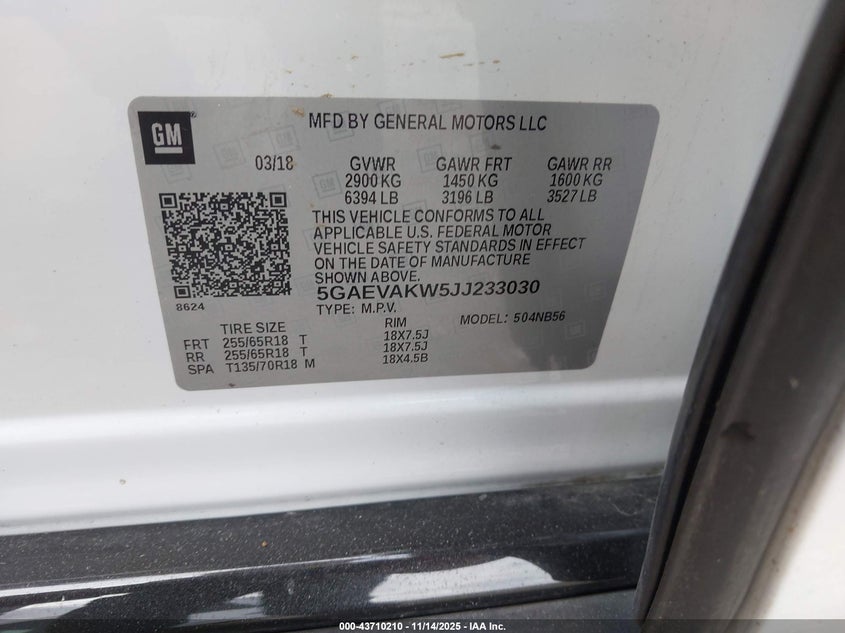 GM
MFD BY GENERAL MOTORS LLC
03/18 GVWR GAWR FRT GAWR RR
2900 KG 1450 KG 1600 KG
6394 LB 3196 LB 3527 LB
THIS VEHICLE CONFORMS TO ALL
APPLICABLE U.S. FEDERAL MOTOR
VEHICLE SAFETY STANDARDS IN EFFECT
ON THE DATE OF MANUFACTURE
SHOWN ABOVE.
8624
5GAEVAKW5JJ233030
TYPE: M.P.V. MODEL: 504NB56
TIRE SIZE RIM
FRT 255/65R18 T 18X7.5J
RR 255/65R18 T 18X7.5J
SPA T135/70R18 M 18X4.5B
000-43710210 - 11/14/2025 - IAA Inc.